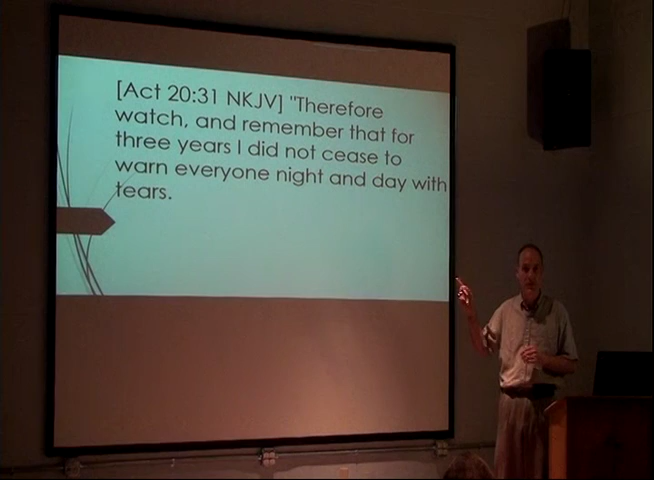 [Act 20:31 NKJV] "Therefore
watch, and remember that for
three years I did not cease to
warn everyone night and day with
tears.